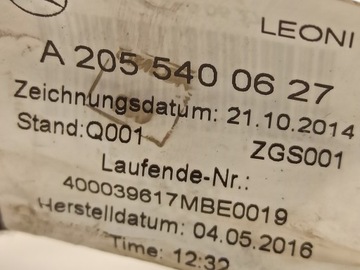 LEONI
A 205 540 06 27
Zeichnungsdatum: 21.10.2014
Stand:Q001 ZGS001
Laufende-Nr.:
400039617MBE0019
Herstelldatum: 04.05.2016
Time: 12:32